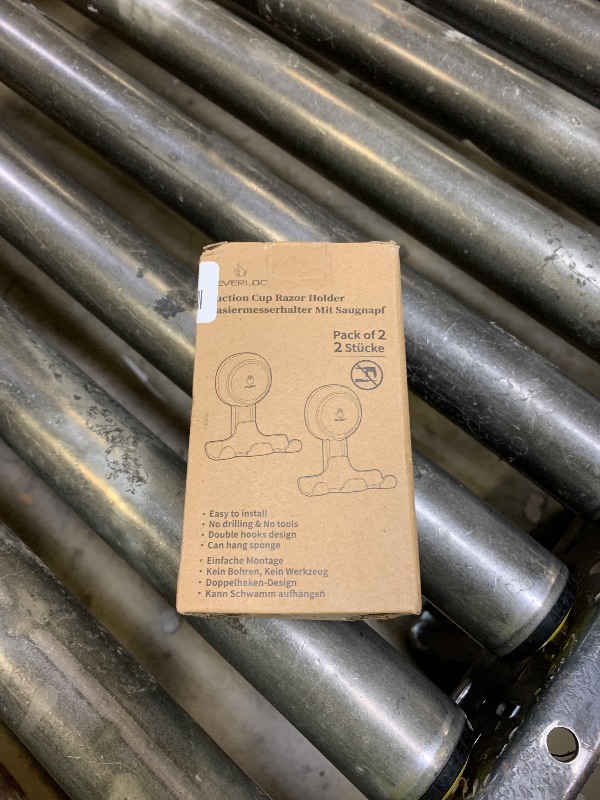 EVERLOC
uction Cup Razor Holder
asiermesserhalter Mit Saugnapf
Pack of 2
2 Stücke
• Easy to install
• No drilling & No tools
• Double hooks design
• Can hang sponge
• Einfache Montage
• Kein Bohren, Kein Werkzeug
• Doppelhaken-Design
• Kann Schwamm aufhängen